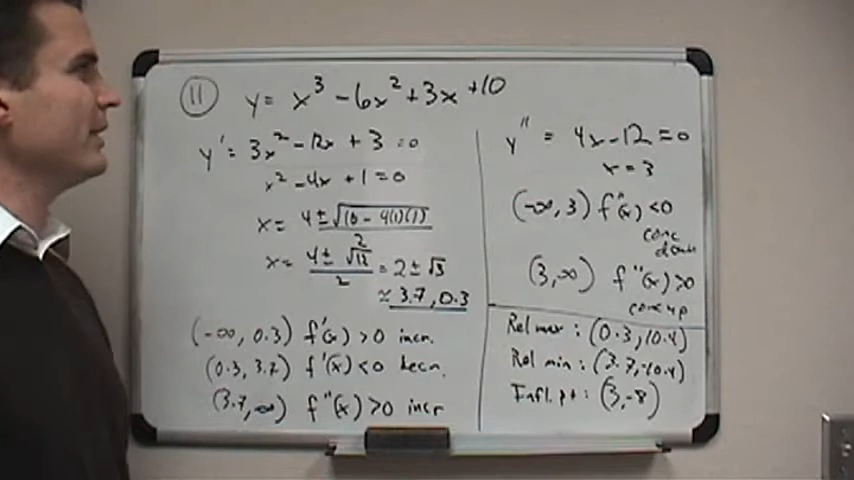 11 y = x³ - 6x² + 3x + 10
y' = 3x² - 12x + 3 = 0
x² - 4x + 1 = 0
x = 4 ± √(16 - 4(1)(1)) / 2
x = 4 ± √12 / 2 = 2 ± √3
≈ 3.7, 0.3
(-∞, 0.3) f'(x) > 0 incr.
(0.3, 3.7) f'(x) < 0 decr.
(3.7, ∞) f"(x) > 0 incr
y" = 4x - 12 = 0
x = 3
(-∞, 3) f"(x) < 0
conc
down
(3, ∞) f"(x) > 0
conc up
Rel max : (0.3, 10.4)
Rel min : (3.7, -10.4)
Infl. pt : (3, -8)